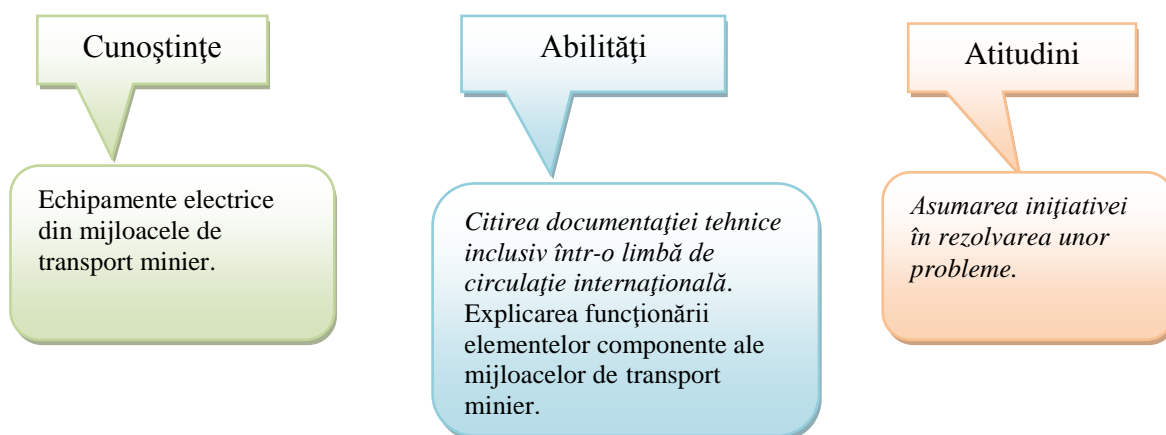 Cunoştinţe
Echipamente electrice
din mijloacele de
transport minier.
Abilităţi
Citirea documentaţiei tehnice
inclusiv într-o limbă de
circulaţie internaţională.
Explicarea funcţionării
elementelor componente ale
mijloacelor de transport
minier.
Atitudini
Asumarea iniţiativei
în rezolvarea unor
probleme.